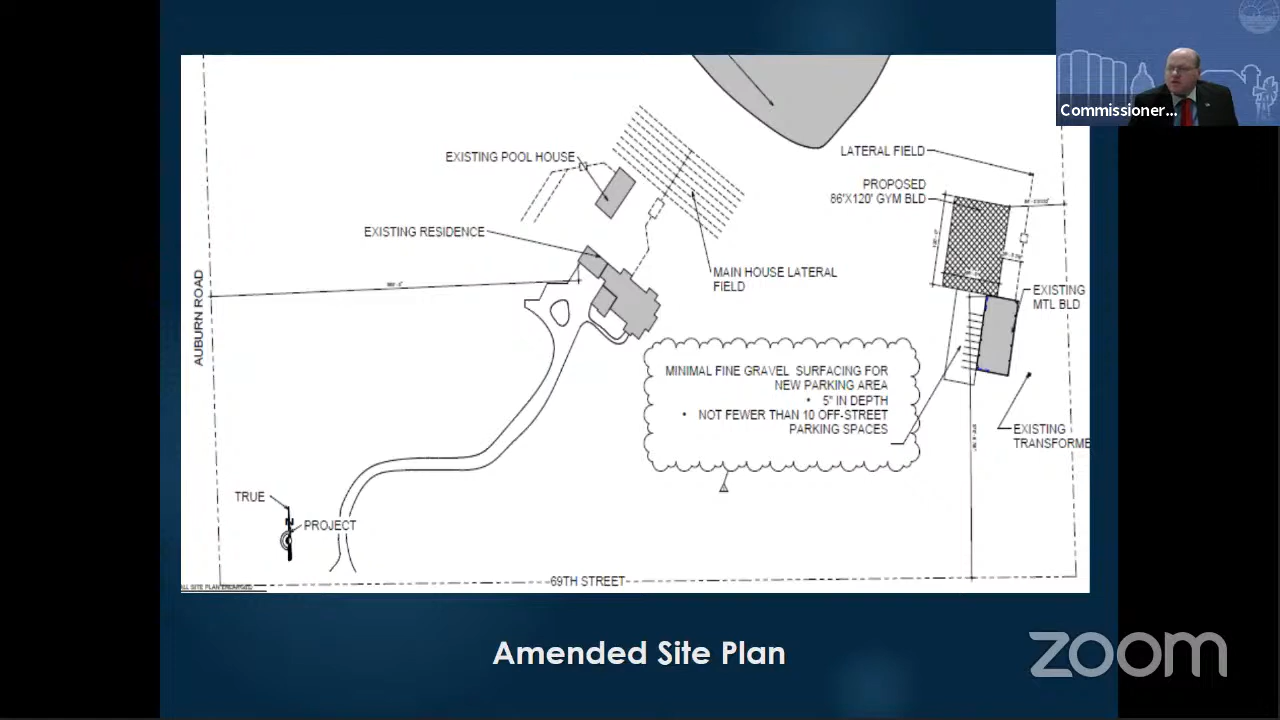 Commissioner...
EXISTING POOL HOUSE
LATERAL FIELD
PROPOSED
86'X120' GYM BLD
EXISTING RESIDENCE
MAIN HOUSE LATERAL
FIELD
AUBURN ROAD
EXISTING
MTL BLD
MINIMAL FINE GRAVEL SURFACING FOR
NEW PARKING AREA
• 5" IN DEPTH
• NOT FEWER THAN 10 OFF-STREET
PARKING SPACES
EXISTING
TRANSFORME
TRUE
N
PROJECT
69TH STREET
Amended Site Plan
zoom